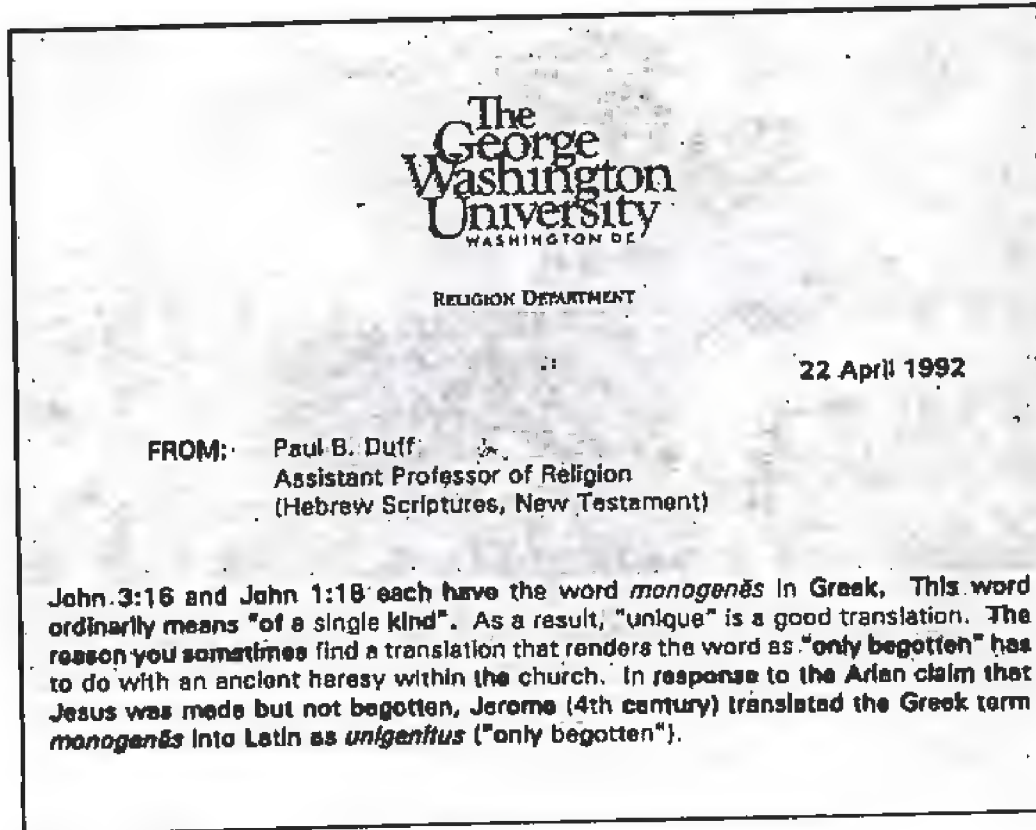 The
George
Washington
University
WASHINGTON DC
RELIGION DEPARTMENT
22 April 1992
FROM: Paul B. Duff
Assistant Professor of Religion
(Hebrew Scriptures, New Testament)
John 3:16 and John 1:18 each have the word monogenēs in Greek. This word
ordinarily means "of a single kind". As a result, "unique" is a good translation. The
reason you sometimes find a translation that renders the word as "only begotten" has
to do with an ancient heresy within the church. In response to the Arian claim that
Jesus was made but not begotten, Jerome (4th century) translated the Greek term
monogenēs into Latin as unigenitus ("only begotten").